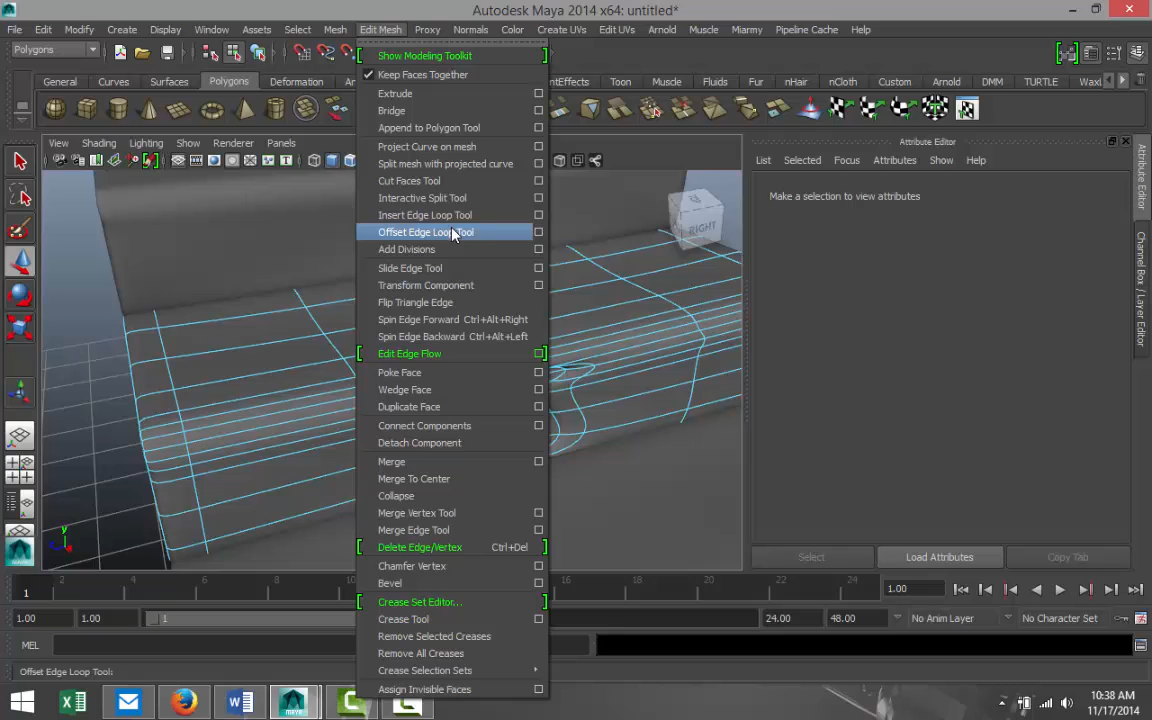 Autodesk Maya 2014 x64: untitled*
File Edit Modify Create Display Window Assets Select Mesh Edit Mesh Proxy Normals Color Create UVs Edit UVs Arnold Muscle Miarmy Pipeline Cache Help
Polygons
General Curves Surfaces Polygons Deformation ntEffects Toon Muscle Fluids Fur nHair nCloth Custom Arnold DMM TURTLE
View Shading Lighting Show Renderer Panels
Show Modeling Toolkit
Keep Faces Together
Extrude
Bridge
Append to Polygon Tool
Project Curve on mesh
Split mesh with projected curve
Cut Faces Tool
Interactive Split Tool
Insert Edge Loop Tool
Offset Edge Loop Tool
Add Divisions
Slide Edge Tool
Transform Component
Flip Triangle Edge
Spin Edge Forward Ctrl+Alt+Right
Spin Edge Backward Ctrl+Alt+Left
Edit Edge Flow
Poke Face
Wedge Face
Duplicate Face
Connect Components
Detach Component
Merge
Merge To Center
Collapse
Merge Vertex Tool
Merge Edge Tool
Delete Edge/Vertex Ctrl+Del
Chamfer Vertex
Bevel
Crease Set Editor...
Crease Tool
Remove Selected Creases
Remove All Creases
Crease Selection Sets
Assign Invisible Faces
RIGHT
y
Attribute Editor
List Selected Focus Attributes Show Help
Make a selection to view attributes
Select Load Attributes Copy Tab
Attribute Editor
Channel Box / Layer Editor
2 4 6 8 16 18 20 22 24
1 1.00
1.00 1.00 1 24.00 48.00 No Anim Layer No Character Set
MEL
Offset Edge Loop Tool:
10:38 AM
11/17/2014